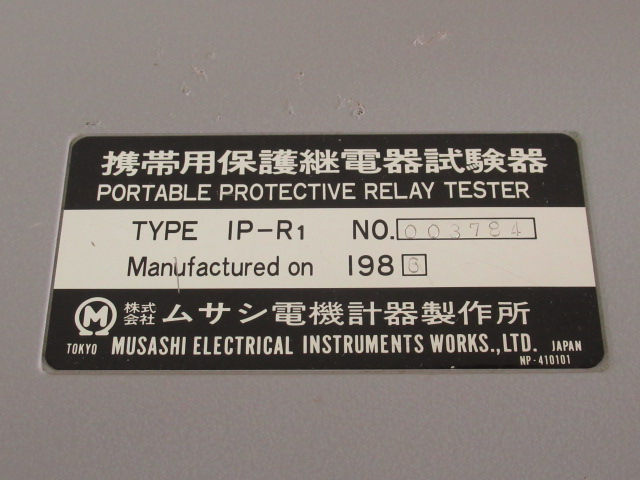 携帯用保護継電器試験器
PORTABLE PROTECTIVE RELAY TESTER
TYPE IP-R1 NO. 003784
Manufactured on 198
M 株式会社 ムサシ電機計器製作所
TOKYO MUSASHI ELECTRICAL INSTRUMENTS WORKS.,LTD. JAPAN
NP-410101